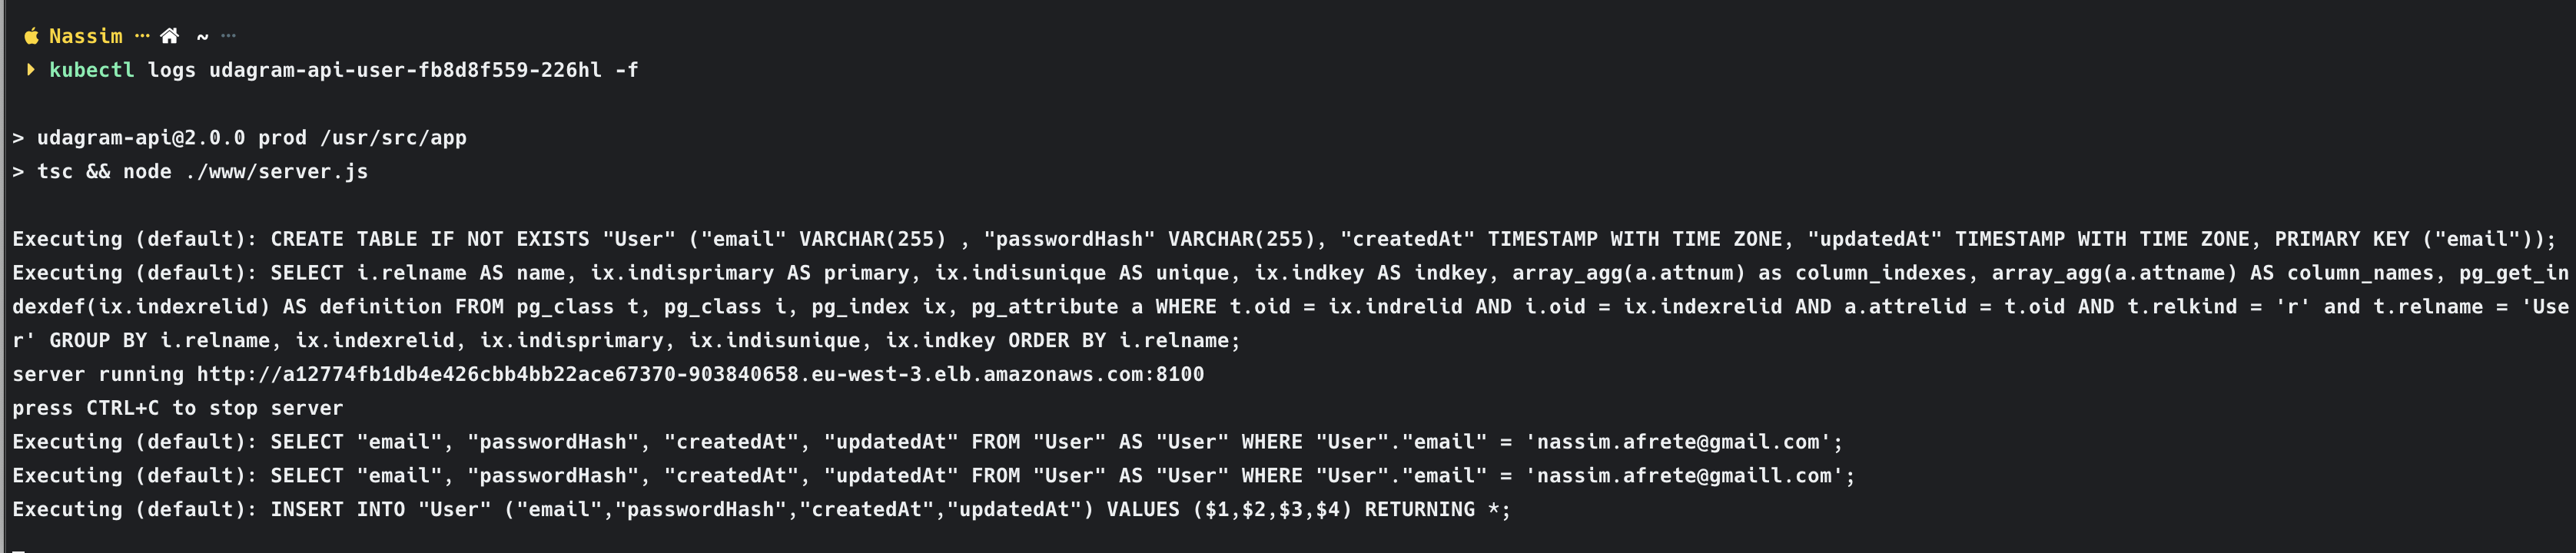 Nassim ··· ~ ···
kubectl logs udagram-api-user-fb8d8f559-226hl -f
> udagram-api@2.0.0 prod /usr/src/app
> tsc && node ./www/server.js
Executing (default): CREATE TABLE IF NOT EXISTS "User" ("email" VARCHAR(255) , "passwordHash" VARCHAR(255), "createdAt" TIMESTAMP WITH TIME ZONE, "updatedAt" TIMESTAMP WITH TIME ZONE, PRIMARY KEY ("email"));
Executing (default): SELECT i.relname AS name, ix.indisprimary AS primary, ix.indisunique AS unique, ix.indkey AS indkey, array_agg(a.attnum) as column_indexes, array_agg(a.attname) AS column_names, pg_get_in
dexdef(ix.indexrelid) AS definition FROM pg_class t, pg_class i, pg_index ix, pg_attribute a WHERE t.oid = ix.indrelid AND i.oid = ix.indexrelid AND a.attrelid = t.oid AND t.relkind = 'r' and t.relname = 'Use
r' GROUP BY i.relname, ix.indexrelid, ix.indisprimary, ix.indisunique, ix.indkey ORDER BY i.relname;
server running http://a12774fb1db4e426cbb4bb22ace67370-903840658.eu-west-3.elb.amazonaws.com:8100
press CTRL+C to stop server
Executing (default): SELECT "email", "passwordHash", "createdAt", "updatedAt" FROM "User" AS "User" WHERE "User"."email" = 'nassim.afrete@gmail.com';
Executing (default): SELECT "email", "passwordHash", "createdAt", "updatedAt" FROM "User" AS "User" WHERE "User"."email" = 'nassim.afrete@gmaill.com';
Executing (default): INSERT INTO "User" ("email","passwordHash","createdAt","updatedAt") VALUES ($1,$2,$3,$4) RETURNING *;